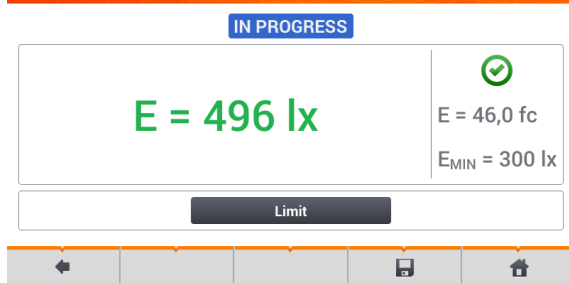 IN PROGRESS
E = 496 lx
E = 46,0 fc
EMIN = 300 lx
Limit